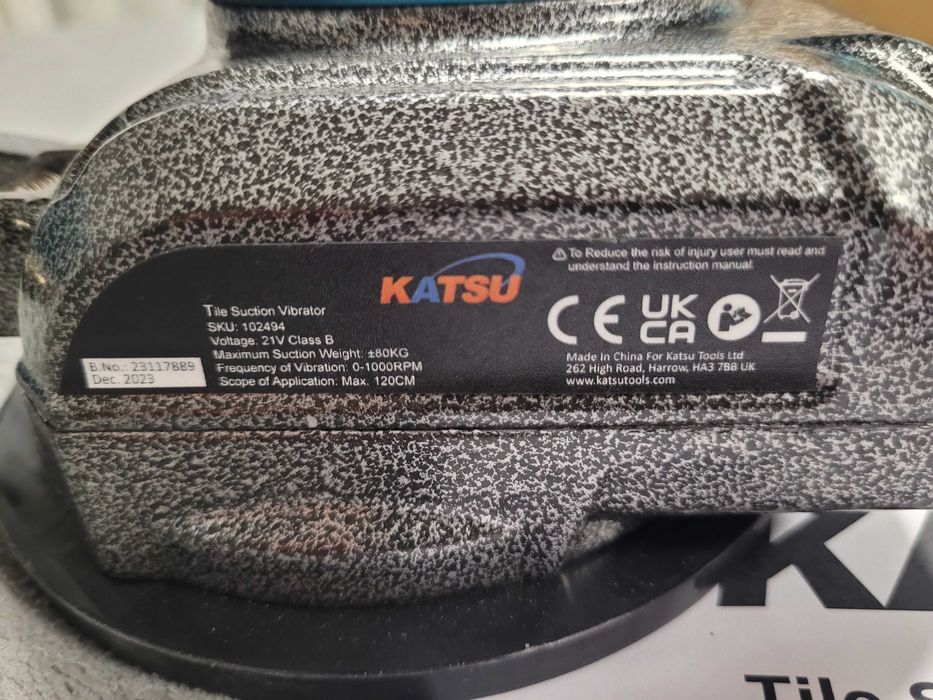 KATSU
Tile Suction Vibrator
SKU: 102494
Voltage: 21V Class B
Maximum Suction Weight: ±80KG
Frequency of Vibration: 0-1000RPM
Scope of Application: Max. 120CM
B.No.: 23117889
Dec. 2023
⚠ To Reduce the risk of injury user must read and
understand the instruction manual.
CE UK
CA
Made In China For Katsu Tools Ltd
262 High Road, Harrow, HA3 7BB UK
www.katsutools.com
Tile